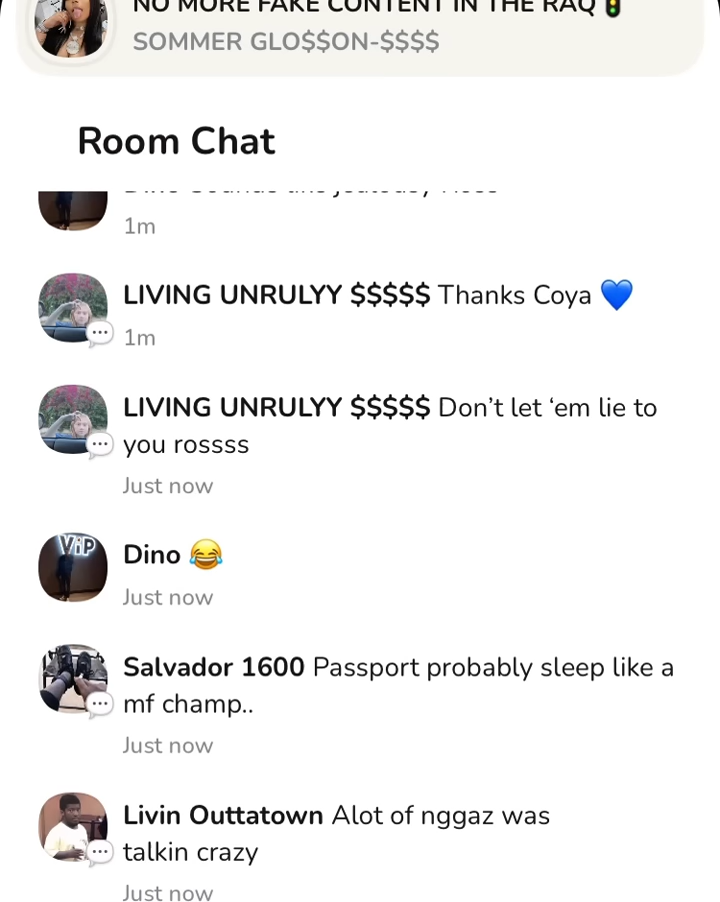 NO MORE FAKE CONTENT IN THE RAQ 🚦
SOMMER GLO$$ON-$$$$
Room Chat
1m
LIVING UNRULYY $$$$$ Thanks Coya 💙
1m
LIVING UNRULYY $$$$$ Don’t let ‘em lie to
you rossss
Just now
ViP
Dino 😂
Just now
Salvador 1600 Passport probably sleep like a
mf champ..
Just now
Livin Outtatown Alot of nggaz was
talkin crazy
Just now